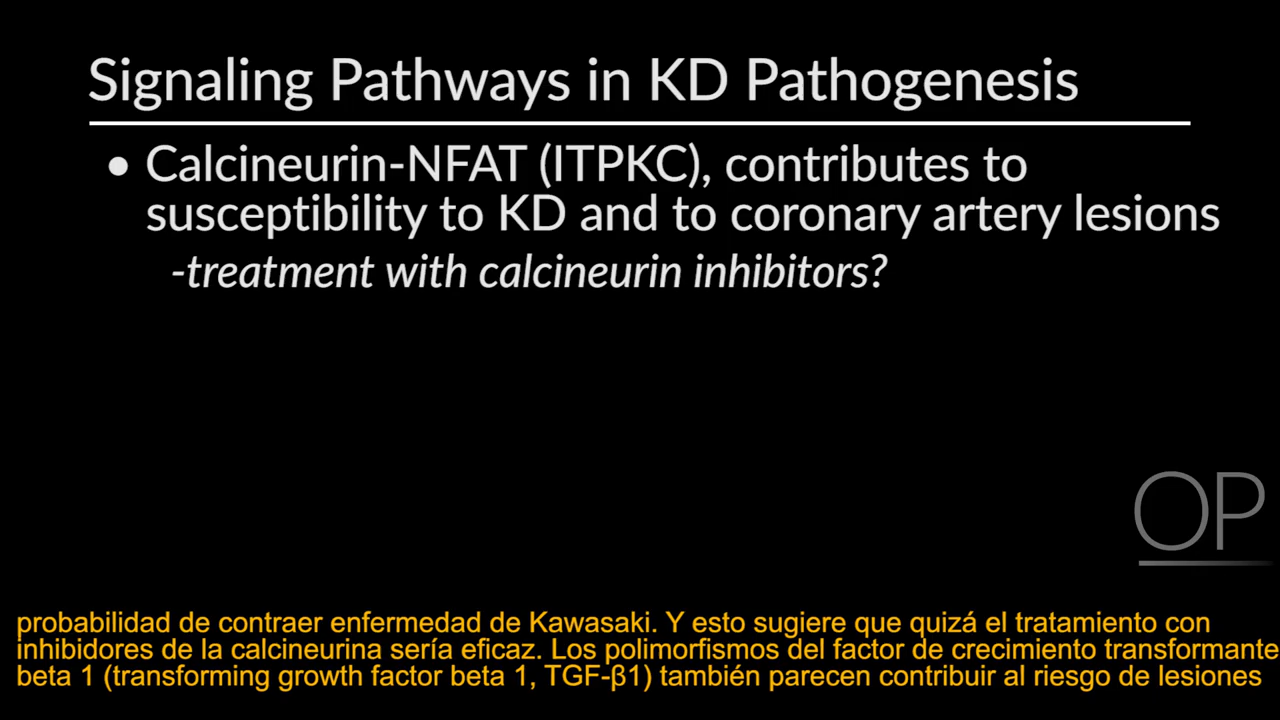 Signaling Pathways in KD Pathogenesis
• Calcineurin-NFAT (ITPKC), contributes to
susceptibility to KD and to coronary artery lesions
-treatment with calcineurin inhibitors?
OP
probabilidad de contraer enfermedad de Kawasaki. Y esto sugiere que quizá el tratamiento con
inhibidores de la calcineurina sería eficaz. Los polimorfismos del factor de crecimiento transformante
beta 1 (transforming growth factor beta 1, TGF-β1) también parecen contribuir al riesgo de lesiones